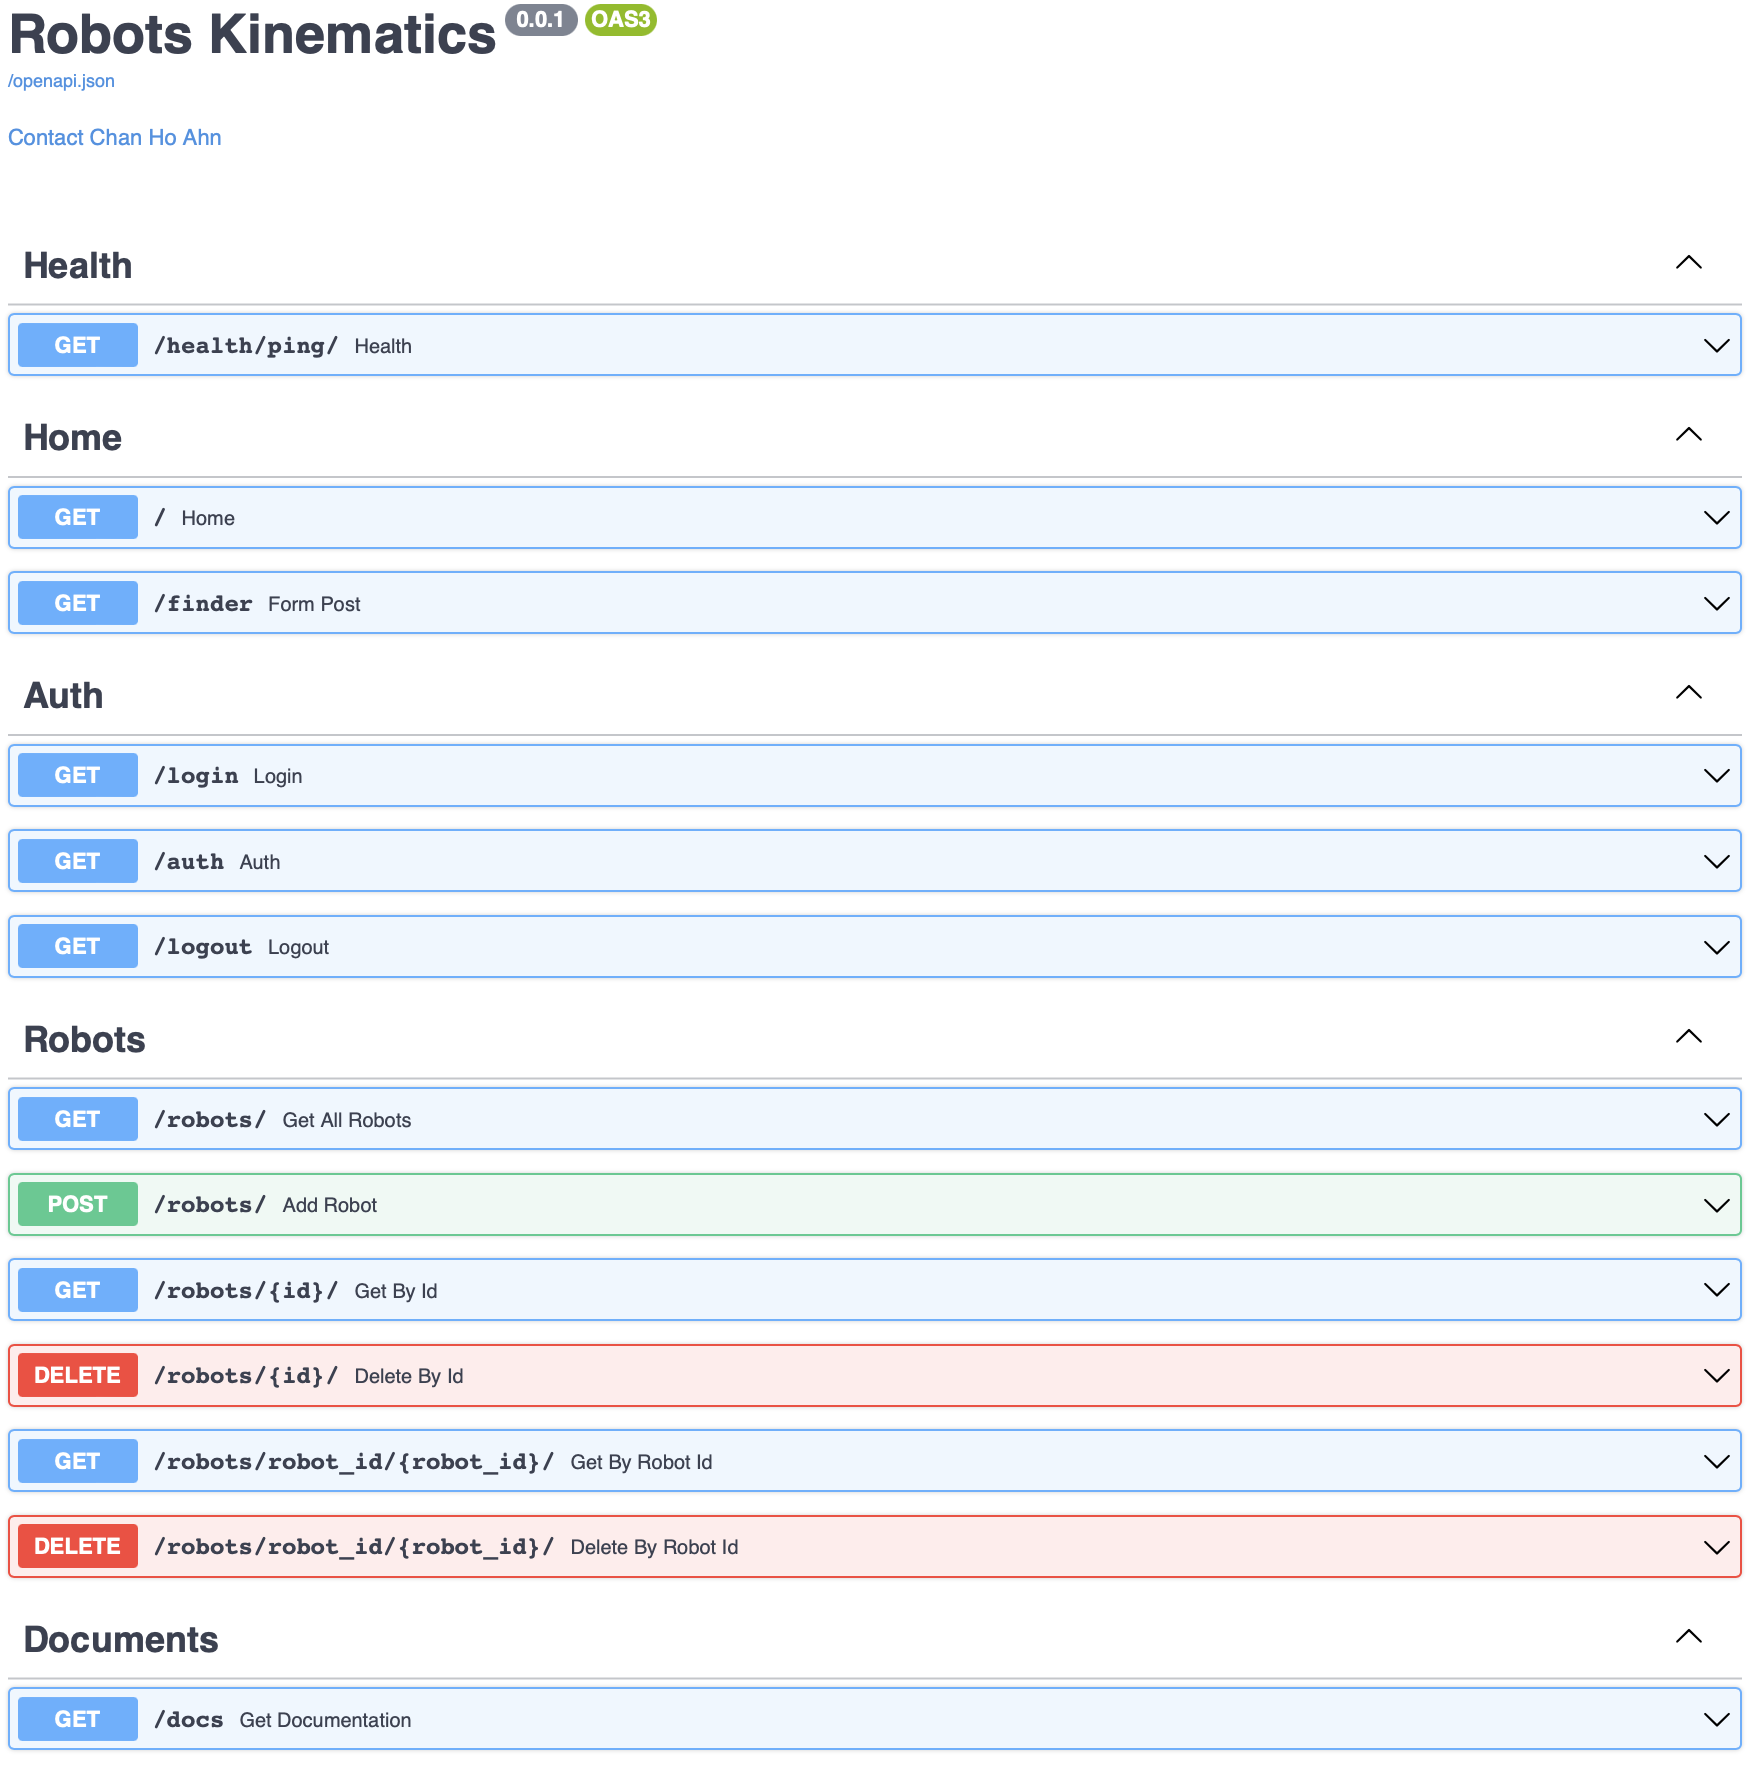 Robots Kinematics 0.0.1 OAS3
/openapi.json
Contact Chan Ho Ahn
Health
GET /health/ping/ Health
Home
GET / Home
GET /finder Form Post
Auth
GET /login Login
GET /auth Auth
GET /logout Logout
Robots
GET /robots/ Get All Robots
POST /robots/ Add Robot
GET /robots/{id}/ Get By Id
DELETE /robots/{id}/ Delete By Id
GET /robots/robot_id/{robot_id}/ Get By Robot Id
DELETE /robots/robot_id/{robot_id}/ Delete By Robot Id
Documents
GET /docs Get Documentation